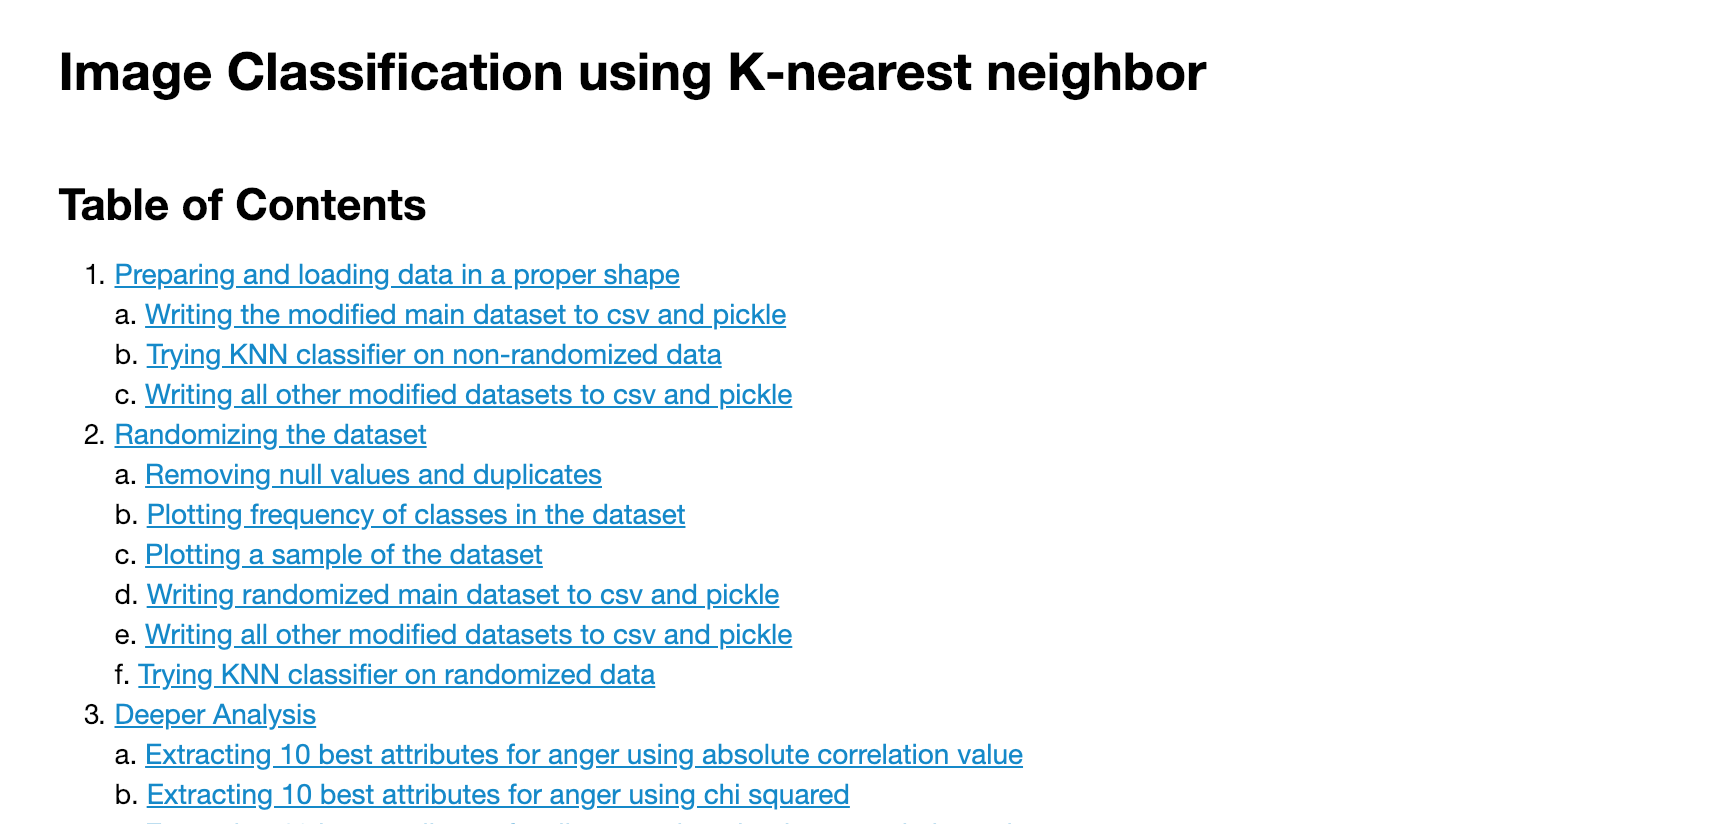 Image Classification using K-nearest neighbor
Table of Contents
1. Preparing and loading data in a proper shape
a. Writing the modified main dataset to csv and pickle
b. Trying KNN classifier on non-randomized data
c. Writing all other modified datasets to csv and pickle
2. Randomizing the dataset
a. Removing null values and duplicates
b. Plotting frequency of classes in the dataset
c. Plotting a sample of the dataset
d. Writing randomized main dataset to csv and pickle
e. Writing all other modified datasets to csv and pickle
f. Trying KNN classifier on randomized data
3. Deeper Analysis
a. Extracting 10 best attributes for anger using absolute correlation value
b. Extracting 10 best attributes for anger using chi squared